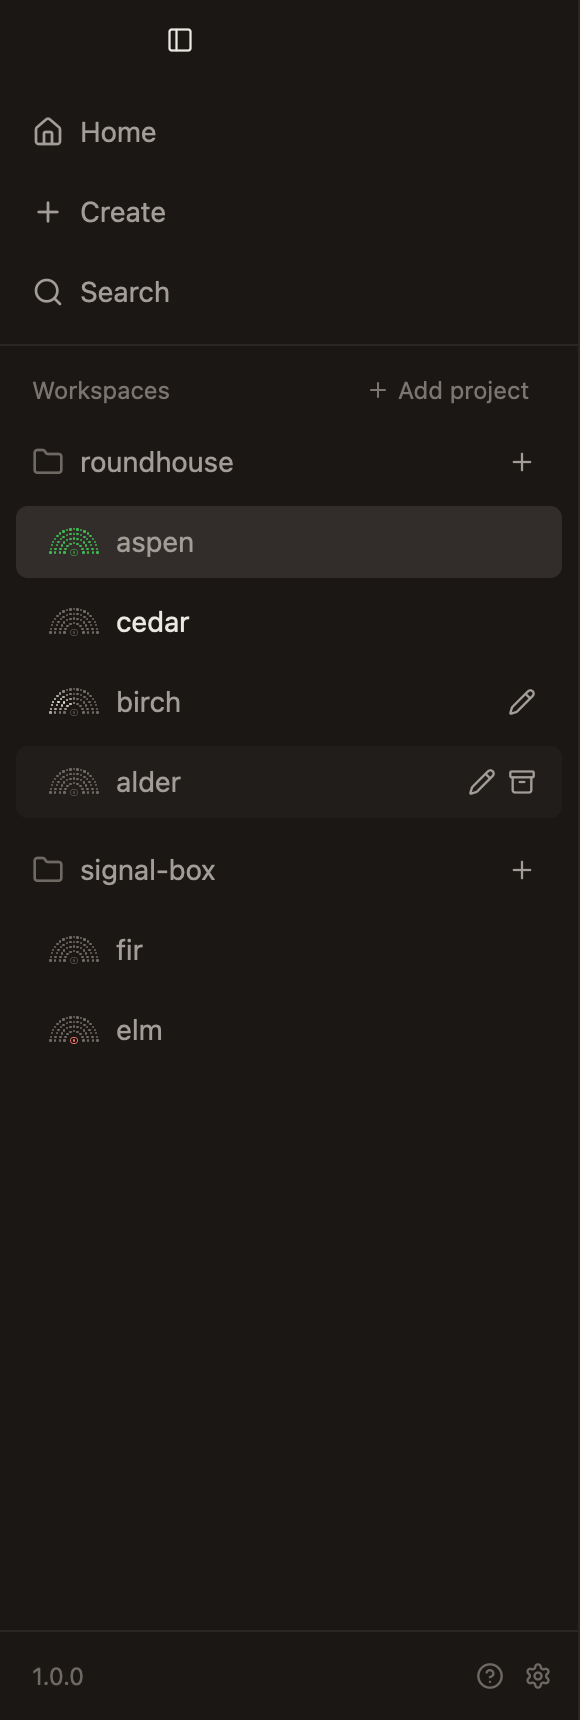 Home
Create
Search
Workspaces
Add project
roundhouse
aspen
cedar
birch
alder
signal-box
fir
elm
1.0.0